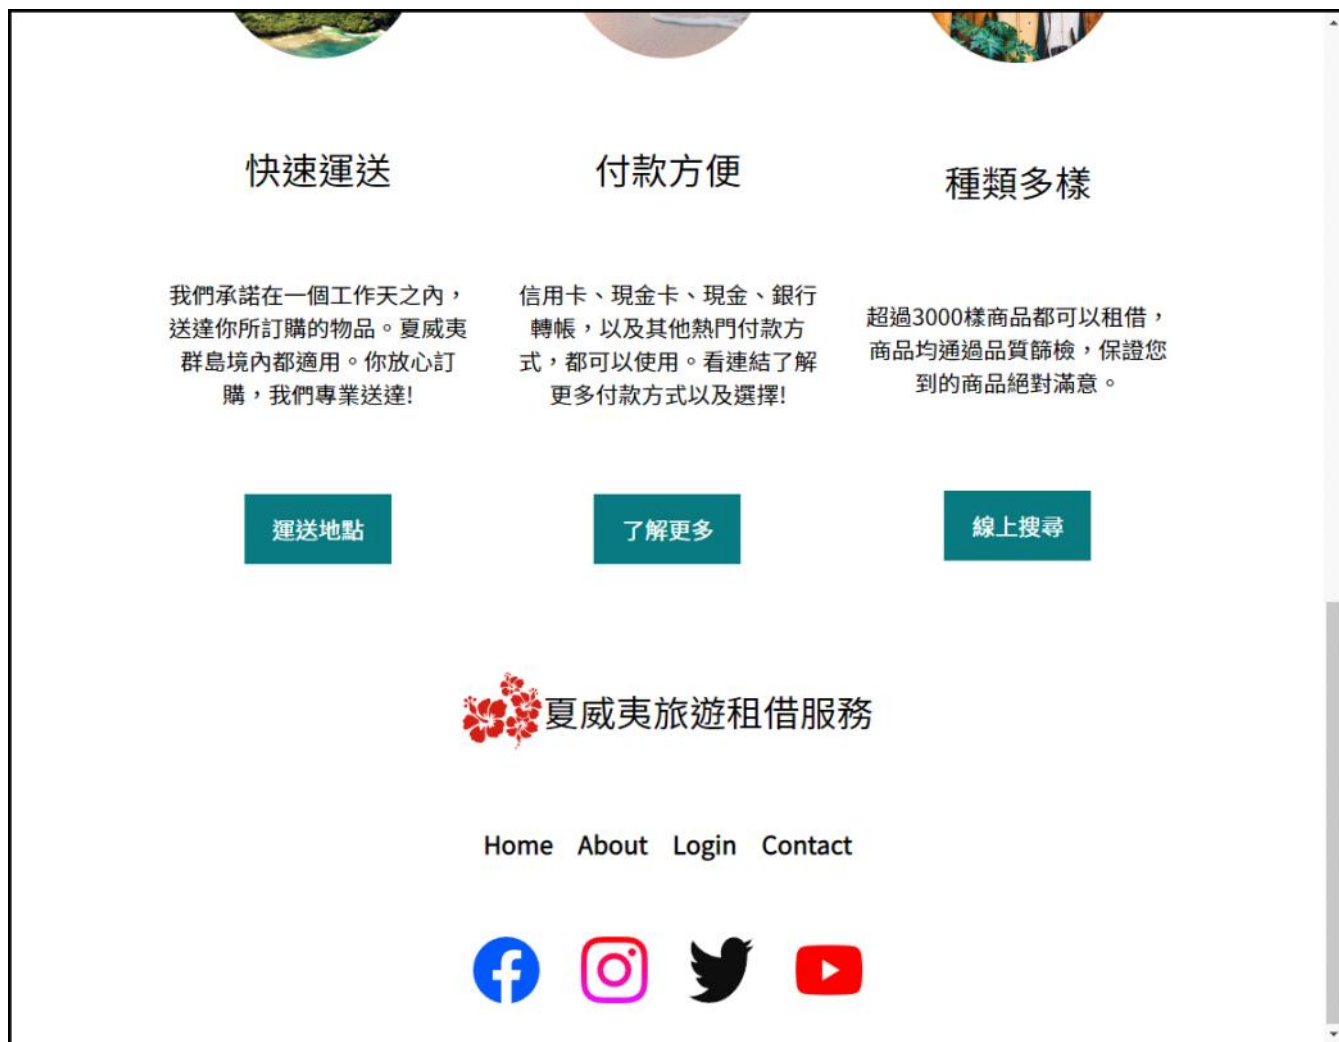 快速運送
我們承諾在一個工作天之內，
送達你所訂購的物品。夏威夷
群島境內都適用。你放心訂
購，我們專業送達!
運送地點
付款方便
信用卡、現金卡、現金、銀行
轉帳，以及其他熱門付款方
式，都可以使用。看連結了解
更多付款方式以及選擇!
了解更多
種類多樣
超過3000樣商品都可以租借，
商品均通過品質篩檢，保證您
到的商品絕對滿意。
線上搜尋
夏威夷旅遊租借服務
Home About Login Contact